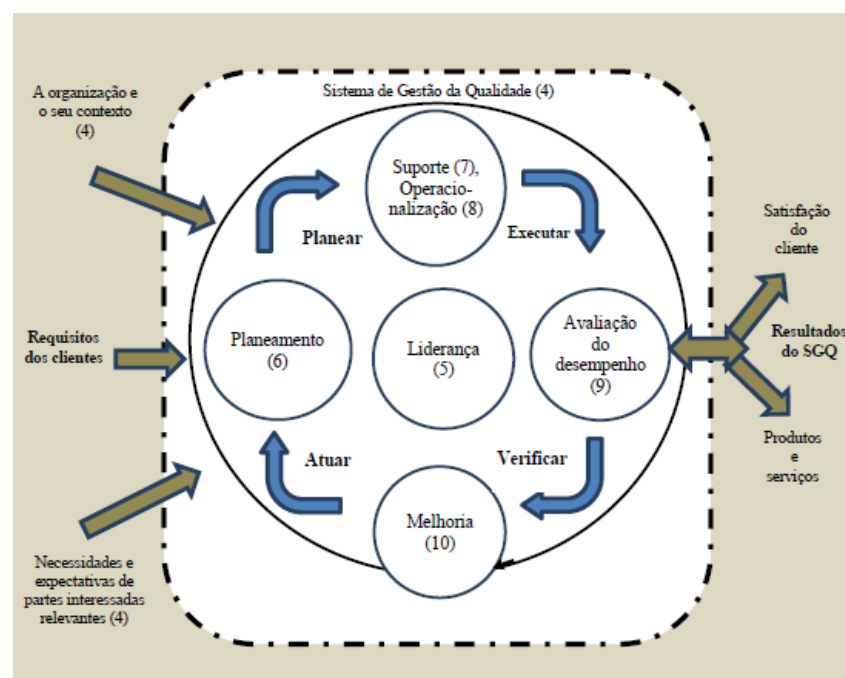 Sistema de Gestão da Qualidade (4)
A organização e
o seu contexto
(4)
Suporte (7),
Operacio-
nalização (8)
Planear
Executar
Satisfação
do
cliente
Requisitos
dos clientes
Planeamento
(6)
Liderança
(5)
Avaliação
do
desempenho
(9)
Resultados
do SGQ
Atuar
Verificar
Produtos
e
serviços
Melhoria
(10)
Necessidades e
expectativas de
partes interessadas
relevantes (4)